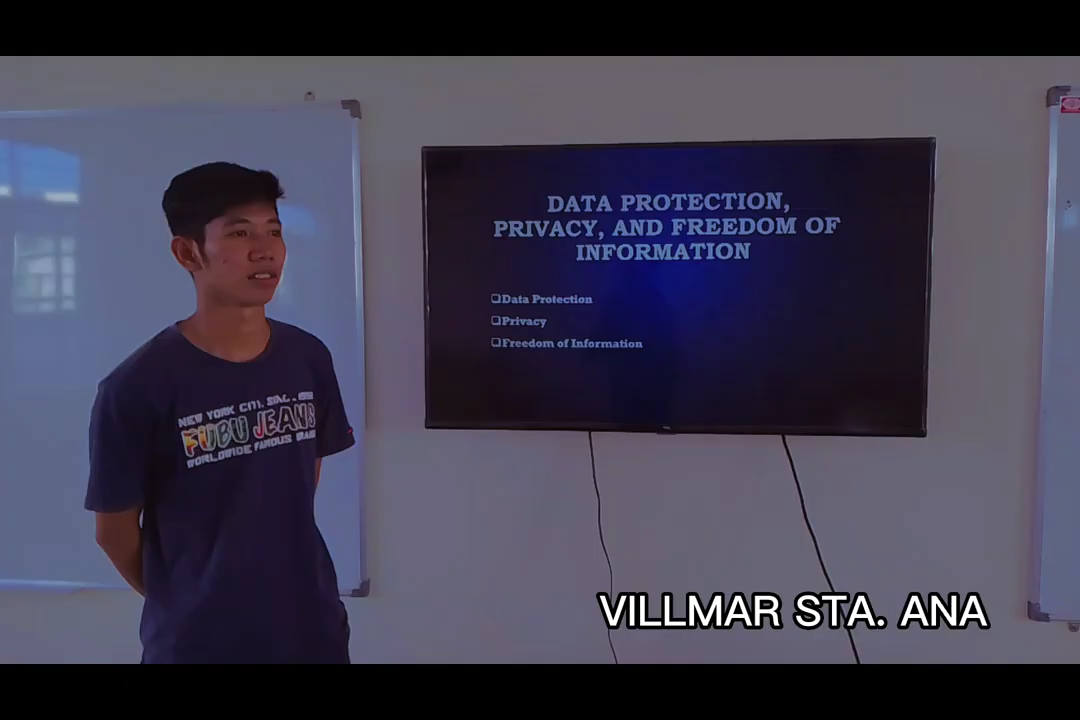 DATA PROTECTION,
PRIVACY, AND FREEDOM OF
INFORMATION
❑Data Protection
❑Privacy
❑Freedom of Information
NEW YORK CITY,
FUBU JEANS
WORLDWIDE FAMOUS
VILLMAR STA. ANA